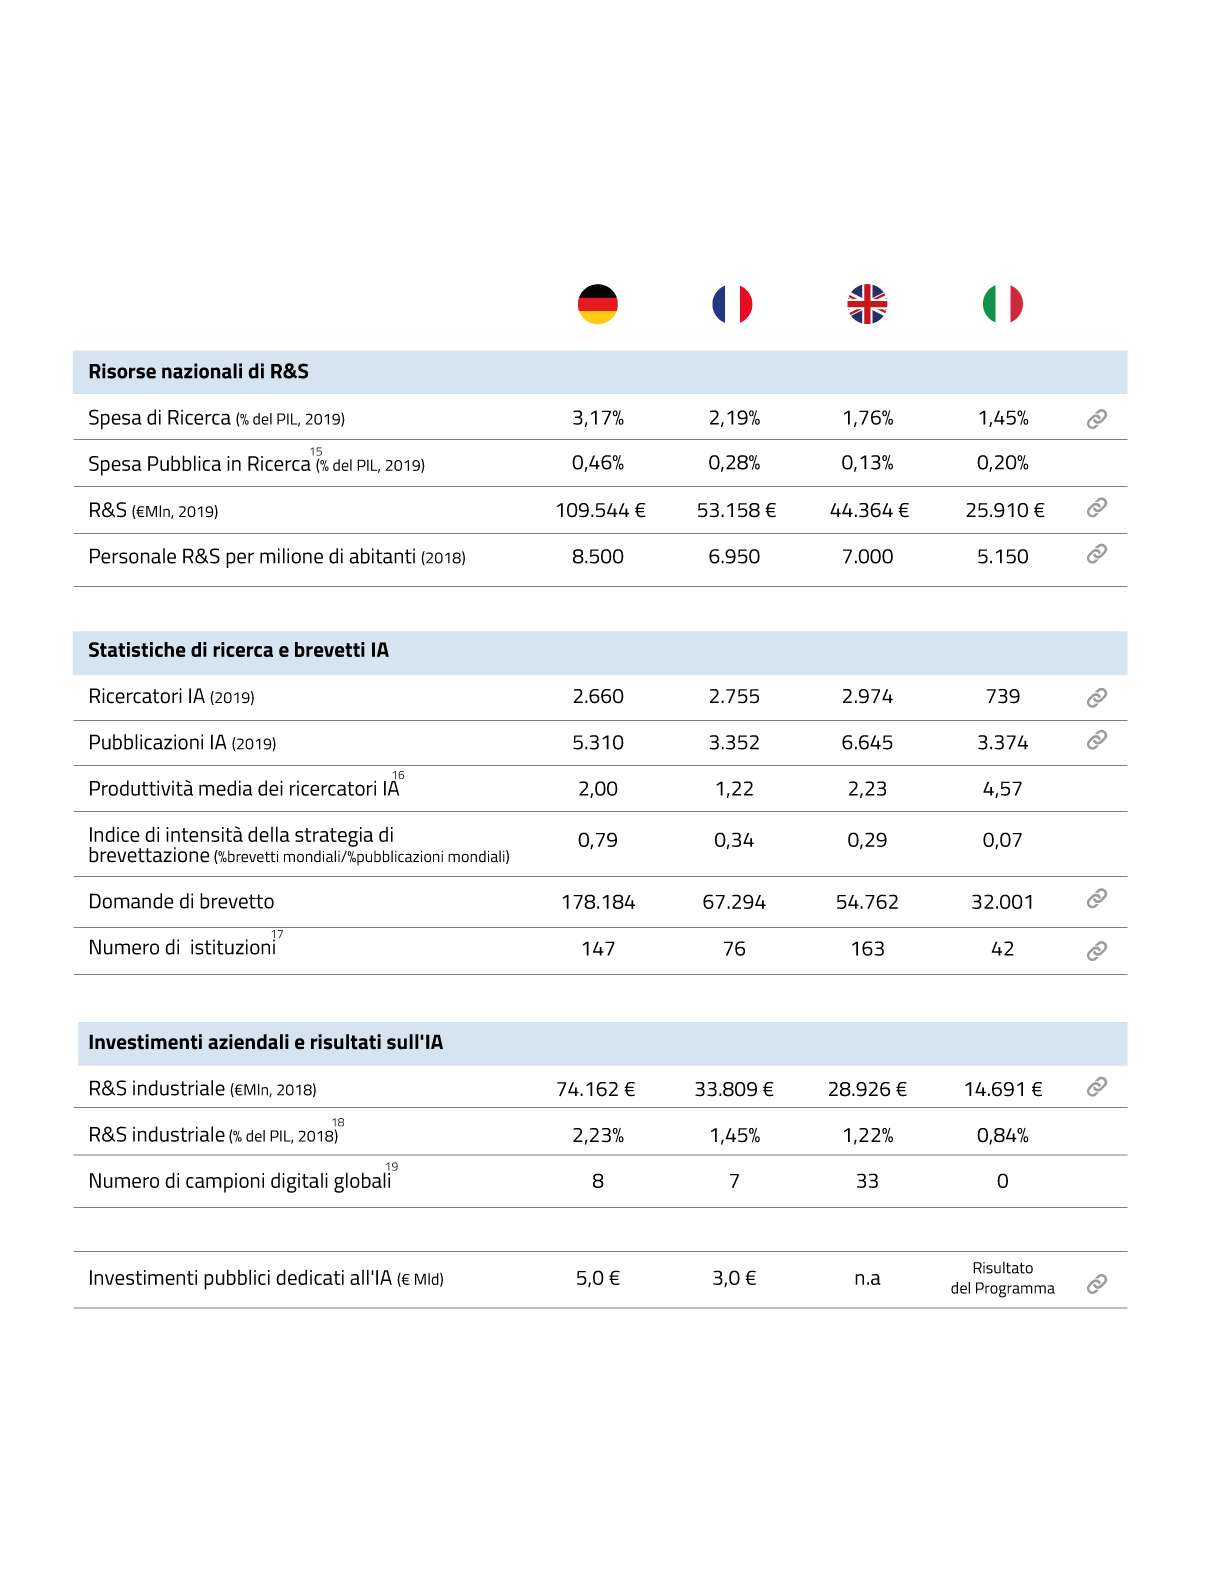 Risorse nazionali di R&S
Spesa di Ricerca (% del PIL, 2019) 3,17% 2,19% 1,76% 1,45%
Spesa Pubblica in Ricerca 15 (% del PIL, 2019) 0,46% 0,28% 0,13% 0,20%
R&S (€Mln, 2019) 109.544 € 53.158 € 44.364 € 25.910 €
Personale R&S per milione di abitanti (2018) 8.500 6.950 7.000 5.150
Statistiche di ricerca e brevetti IA
Ricercatori IA (2019) 2.660 2.755 2.974 739
Pubblicazioni IA (2019) 5.310 3.352 6.645 3.374
Produttività media dei ricercatori IA 16 2,00 1,22 2,23 4,57
Indice di intensità della strategia di
brevettazione (%brevetti mondiali/%pubblicazioni mondiali) 0,79 0,34 0,29 0,07
Domande di brevetto 178.184 67.294 54.762 32.001
Numero di istituzioni 17 147 76 163 42
Investimenti aziendali e risultati sull'IA
R&S industriale (€Mln, 2018) 74.162 € 33.809 € 28.926 € 14.691 €
R&S industriale (% del PIL, 2018) 18 2,23% 1,45% 1,22% 0,84%
Numero di campioni digitali globali 19 8 7 33 0
Investimenti pubblici dedicati all'IA (€ Mld) 5,0 € 3,0 € n.a Risultato
del Programma